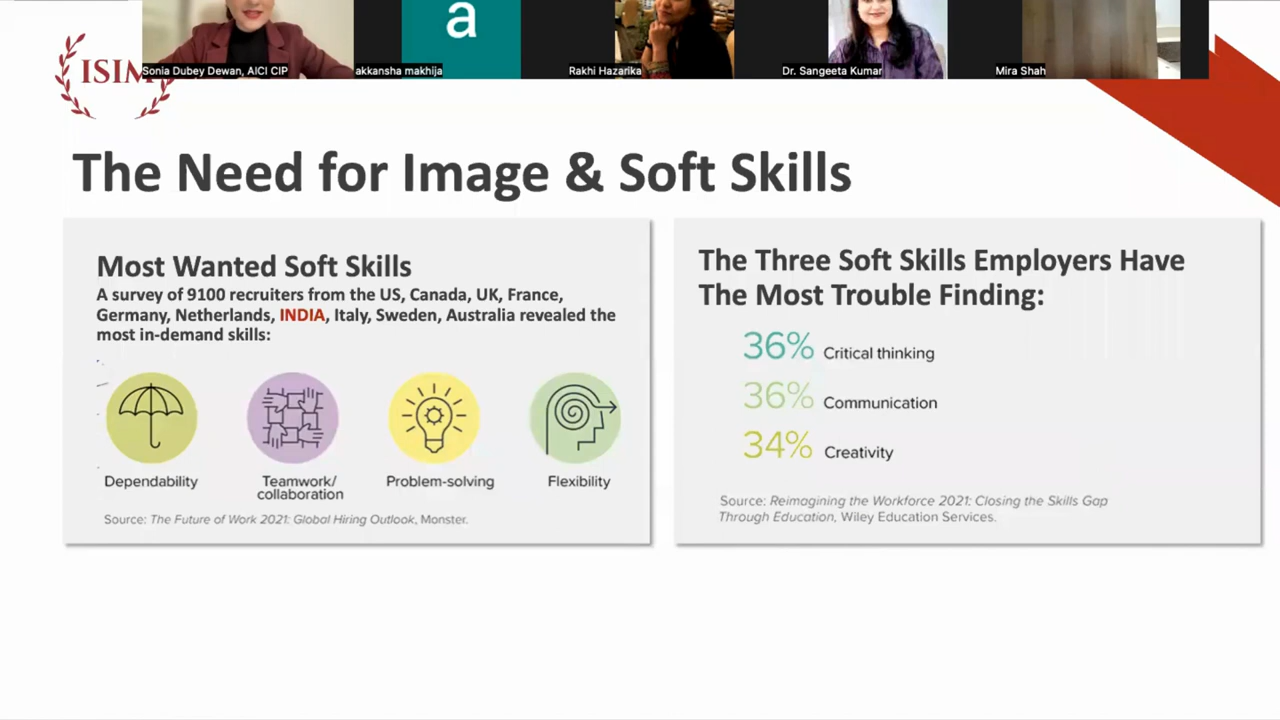 ISIM
a
Sonia Dubey Dewan, AICI CIP
akkansha makhija
Rakhi Hazarika
Dr. Sangeeta Kumar
Mira Shah
The Need for Image & Soft Skills
Most Wanted Soft Skills
A survey of 9100 recruiters from the US, Canada, UK, France,
Germany, Netherlands, INDIA, Italy, Sweden, Australia revealed the
most in-demand skills:
Dependability
Teamwork/
collaboration
Problem-solving
Flexibility
Source: The Future of Work 2021: Global Hiring Outlook, Monster.
The Three Soft Skills Employers Have
The Most Trouble Finding:
36% Critical thinking
36% Communication
34% Creativity
Source: Reimagining the Workforce 2021: Closing the Skills Gap
Through Education, Wiley Education Services.